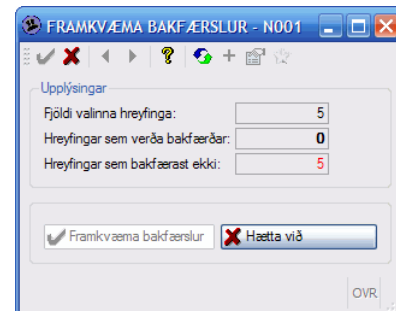 FRAMKVÆMA BAKFÆRSLUR - N001
Upplýsingar
Fjöldi valinna hreyfinga: 5
Hreyfingar sem verða bakfærðar: 0
Hreyfingar sem bakfærast ekki: 5
Framkvæma bakfærslur Hætta við
OVR